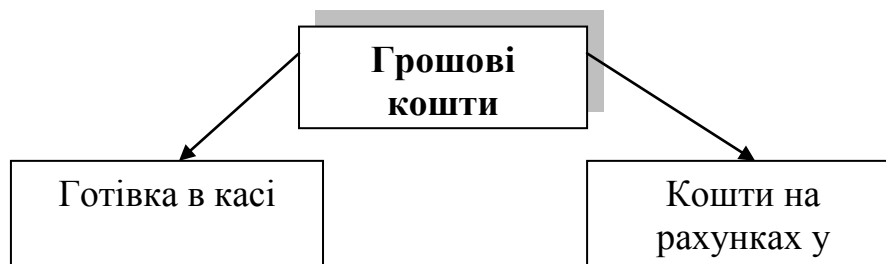 Грошові
кошти
Готівка в касі
Кошти на
рахунках у